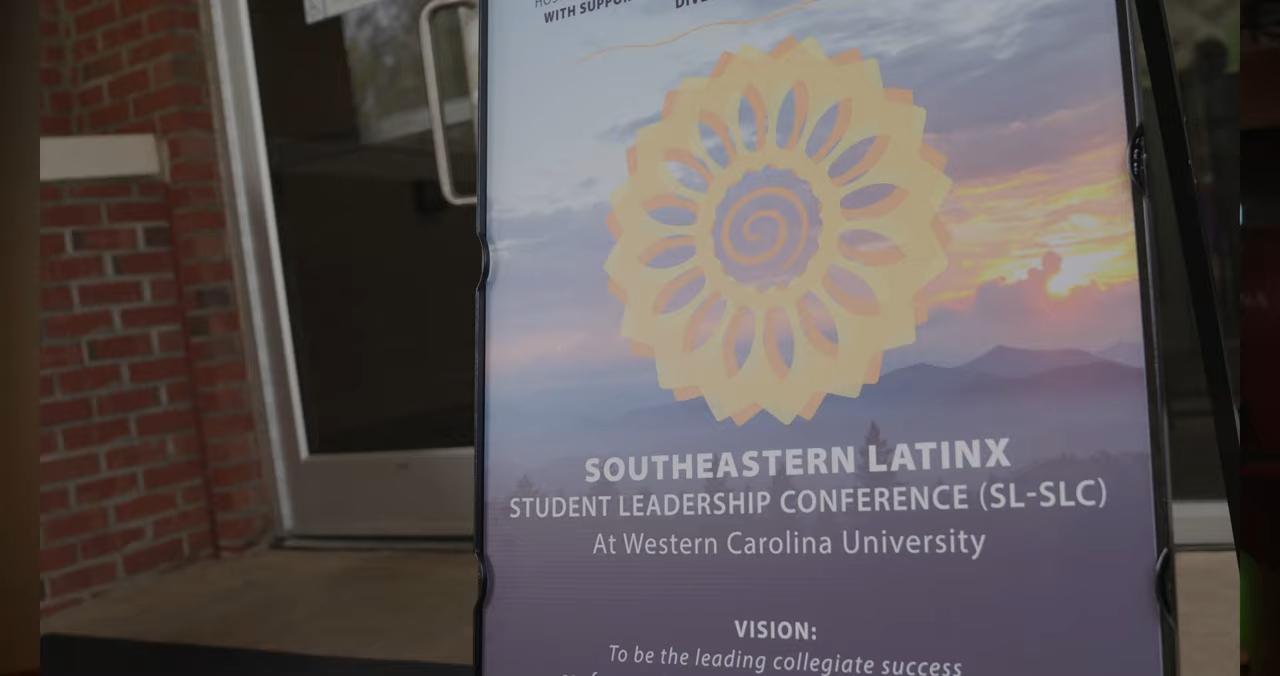 WITH SUPPOR
SOUTHEASTERN LATINX
STUDENT LEADERSHIP CONFERENCE (SL-SLC)
At Western Carolina University
VISION:
To be the leading collegiate success